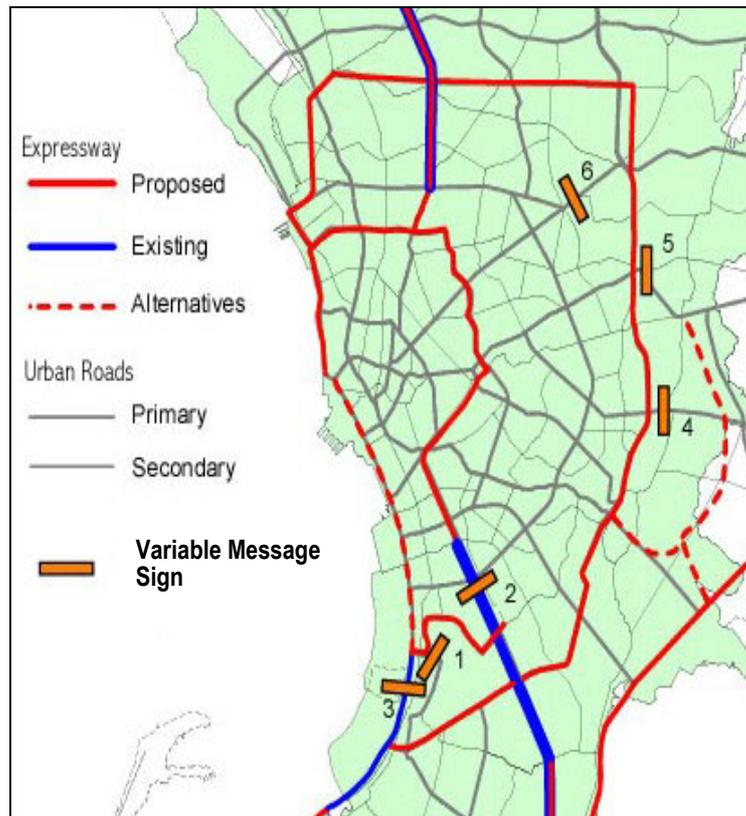 Expressway
Proposed
Existing
Alternatives
Urban Roads
Primary
Secondary
Variable Message
Sign
6
5
4
2
1
3